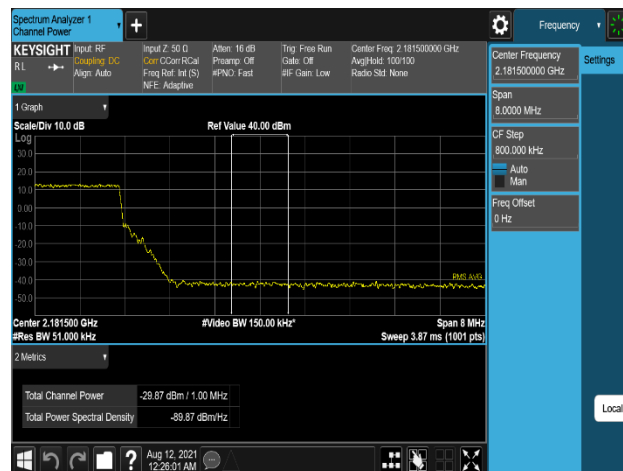 Spectrum Analyzer 1
Channel Power
Frequency
KEYSIGHT
RL
Input: RF
Coupling: DC
Align: Auto
Input Z: 50 Ω
Corr CCorr RCal
Freq Ref: Int (S)
NFE: Adaptive
Atten: 16 dB
Preamp: Off
#PNO: Fast
Trig: Free Run
Gate: Off
#IF Gain: Low
Center Freq: 2.181500000 GHz
Avg|Hold: 100/100
Radio Std: None
Center Frequency
2.181500000 GHz
Settings
Span
8.0000 MHz
CF Step
800.000 kHz
Auto
Man
Freq Offset
0 Hz
1 Graph
Scale/Div 10.0 dB
Ref Value 40.00 dBm
Log
30.0
20.0
10.0
0.00
-10.0
-20.0
-30.0
-40.0
-50.0
RMS AVG
Center 2.181500 GHz
#Video BW 150.00 kHz*
Span 8 MHz
#Res BW 51.000 kHz
Sweep 3.87 ms (1001 pts)
2 Metrics
Total Channel Power
-29.87 dBm / 1.00 MHz
Total Power Spectral Density
-89.87 dBm/Hz
Local
Aug 12, 2021
12:26:01 AM